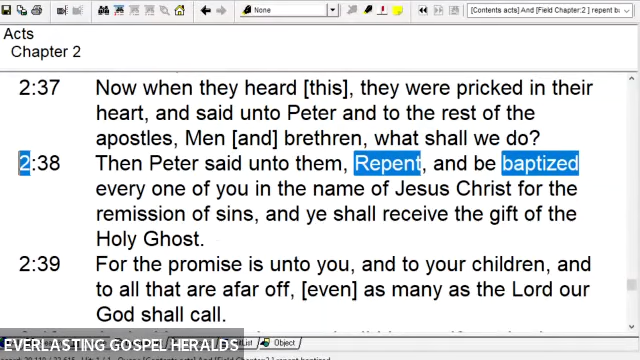 None
[Contents acts] And [Field Chapter:2 ] repent b
Acts
Chapter 2
2:37 Now when they heard [this], they were pricked in their
heart, and said unto Peter and to the rest of the
apostles, Men [and] brethren, what shall we do?
2:38 Then Peter said unto them, Repent, and be baptized
every one of you in the name of Jesus Christ for the
remission of sins, and ye shall receive the gift of the
Holy Ghost.
2:39 For the promise is unto you, and to your children, and
to all that are afar off, [even] as many as the Lord our
God shall call.
EVERLASTING GOSPEL HERALDS
Object